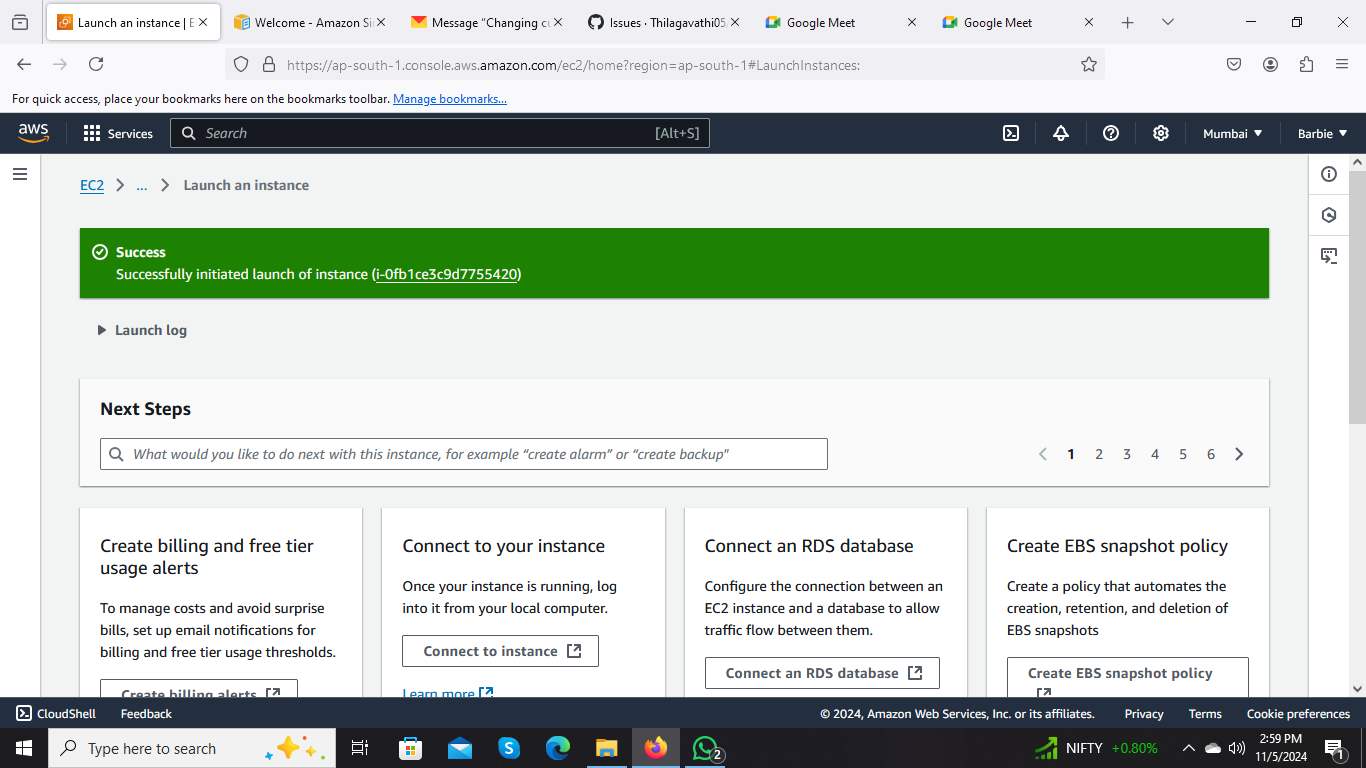 Launch an instance | E
Welcome - Amazon Si
Message “Changing cu
Issues · Thilagavathi05
Google Meet
Google Meet
https://ap-south-1.console.aws.amazon.com/ec2/home?region=ap-south-1#LaunchInstances:
For quick access, place your bookmarks here on the bookmarks toolbar. Manage bookmarks...
aws
Services
Search
[Alt+S]
Mumbai
Barbie
EC2
...
Launch an instance
Success
Successfully initiated launch of instance (i-0fb1ce3c9d7755420)
Launch log
Next Steps
What would you like to do next with this instance, for example “create alarm” or “create backup”
1 2 3 4 5 6
Create billing and free tier
usage alerts
To manage costs and avoid surprise
bills, set up email notifications for
billing and free tier usage thresholds.
Create billing alerts
Connect to your instance
Once your instance is running, log
into it from your local computer.
Connect to instance
Learn more
Connect an RDS database
Configure the connection between an
EC2 instance and a database to allow
traffic flow between them.
Connect an RDS database
Create EBS snapshot policy
Create a policy that automates the
creation, retention, and deletion of
EBS snapshots
Create EBS snapshot policy
CloudShell
Feedback
© 2024, Amazon Web Services, Inc. or its affiliates.
Privacy
Terms
Cookie preferences
Type here to search
2
NIFTY +0.80%
2:59 PM
11/5/2024
1